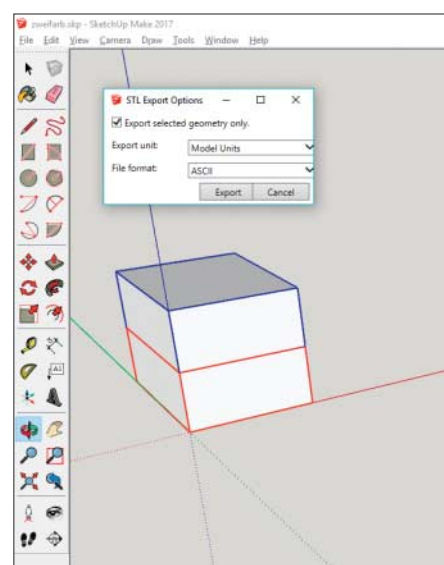 zweifarb.skp - SketchUp Make 2017
File Edit View Camera Draw Tools Window Help
STL Export Options
Export selected geometry only.
Export unit: Model Units
File format: ASCII
Export Cancel
A1